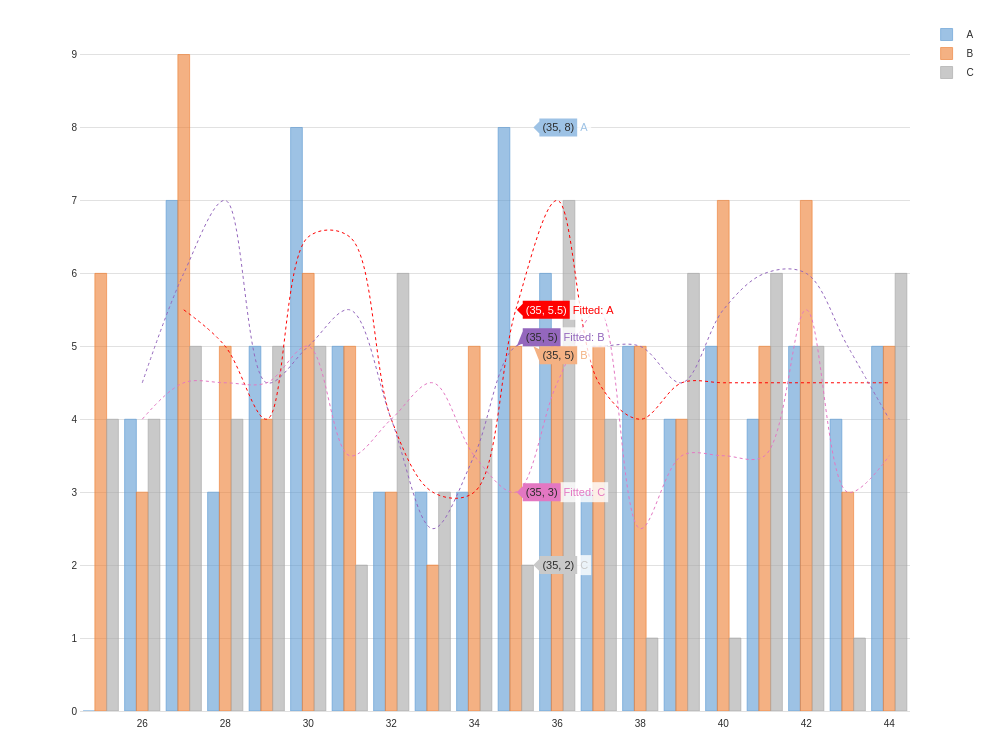 A
B
C
9
8
7
6
5
4
3
2
1
0
(35, 8) A
(35, 5.5) Fitted: A
(35, 5) Fitted: B
(35, 5) B
(35, 3) Fitted: C
(35, 2) C
26 28 30 32 34 36 38 40 42 44